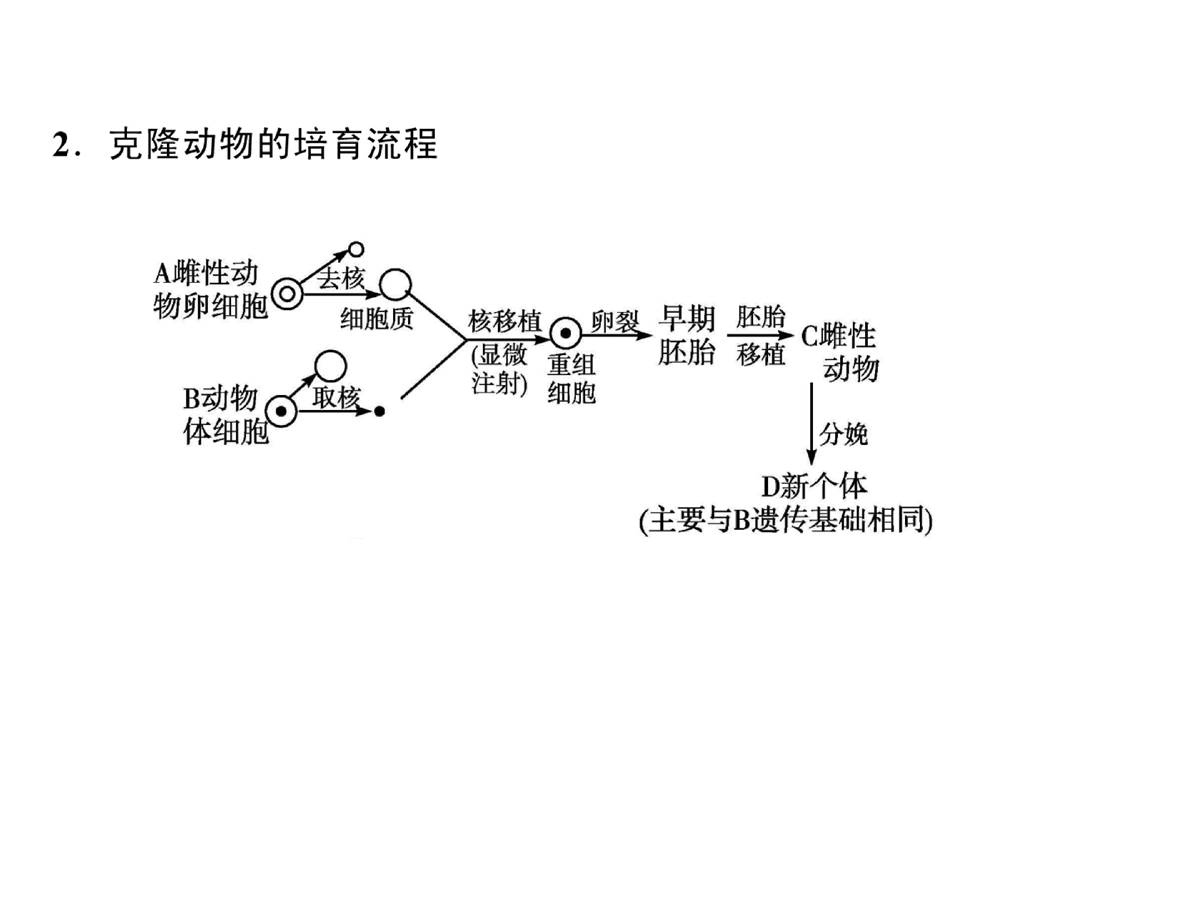 2. 克隆动物的培育流程
A雌性动
物卵细胞
去核
细胞质
B动物
体细胞
取核
核移植
(显微
注射)
重组
细胞
卵裂
早期
胚胎
胚胎
移植
C雌性
动物
分娩
D新个体
(主要与B遗传基础相同)